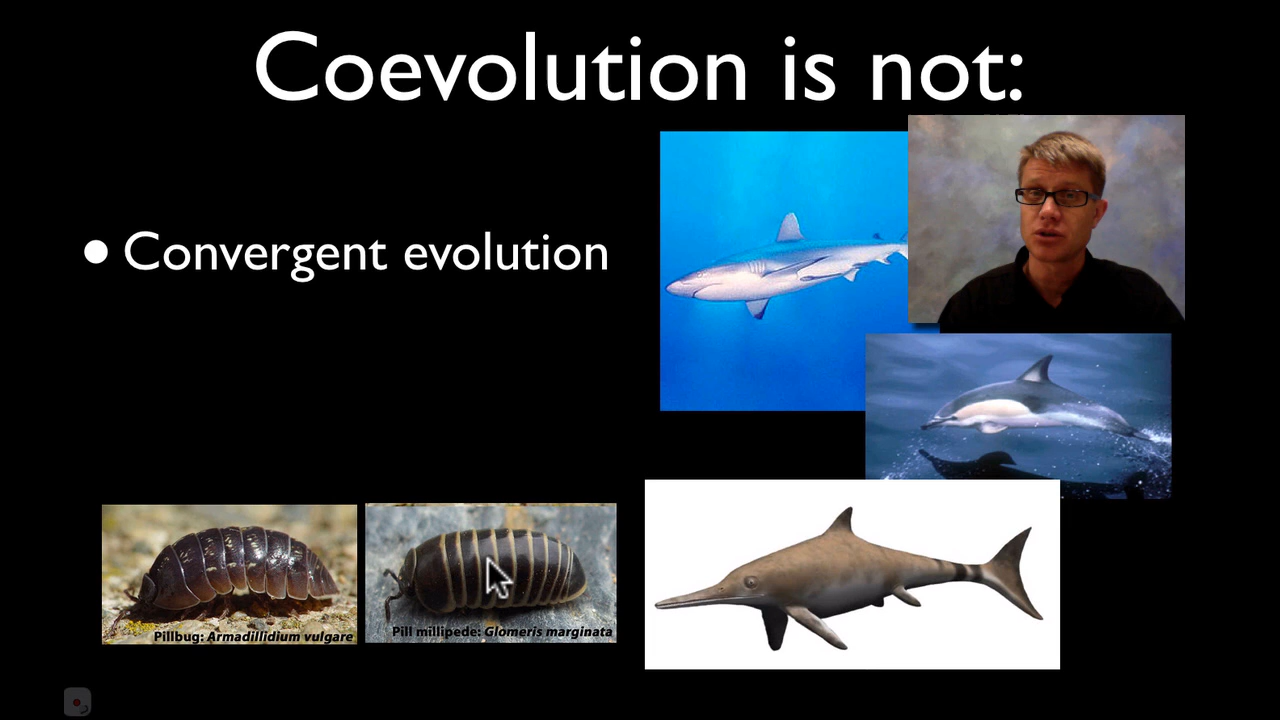 Coevolution is not:
• Convergent evolution
Pillbug: Armadillidium vulgare
Pill millipede: Glomeris marginata